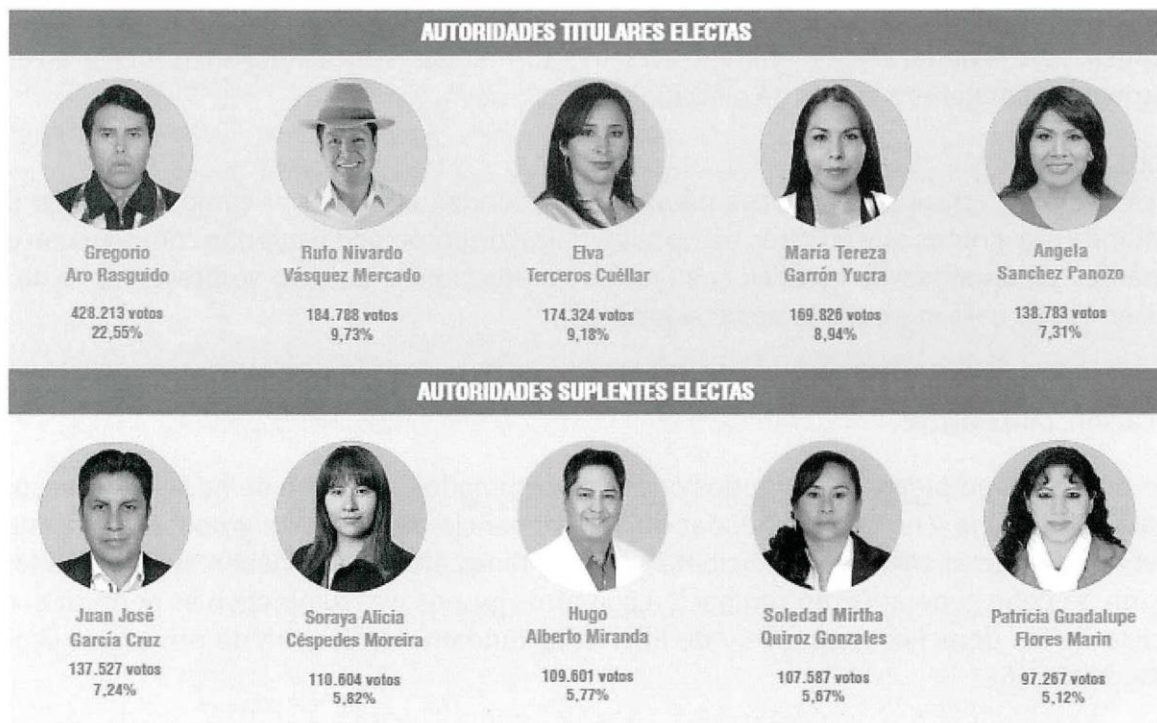 AUTORIDADES TITULARES ELECTAS
Gregorio
Aro Rasguido
428.213 votos
22,55%
Rufo Nivardo
Vásquez Mercado
184.788 votos
9,73%
Elva
Terceros Cuéllar
174.324 votos
9,18%
María Tereza
Garrón Yucra
169.826 votos
8,94%
Angela
Sanchez Panozo
138.783 votos
7,31%
AUTORIDADES SUPLENTES ELECTAS
Juan José
García Cruz
137.527 votos
7,24%
Soraya Alicia
Céspedes Moreira
110.604 votos
5,82%
Hugo
Alberto Miranda
109.601 votos
5,77%
Soledad Mirtha
Quiroz Gonzales
107.587 votos
5,67%
Patricia Guadalupe
Flores Marin
97.267 votos
5,12%